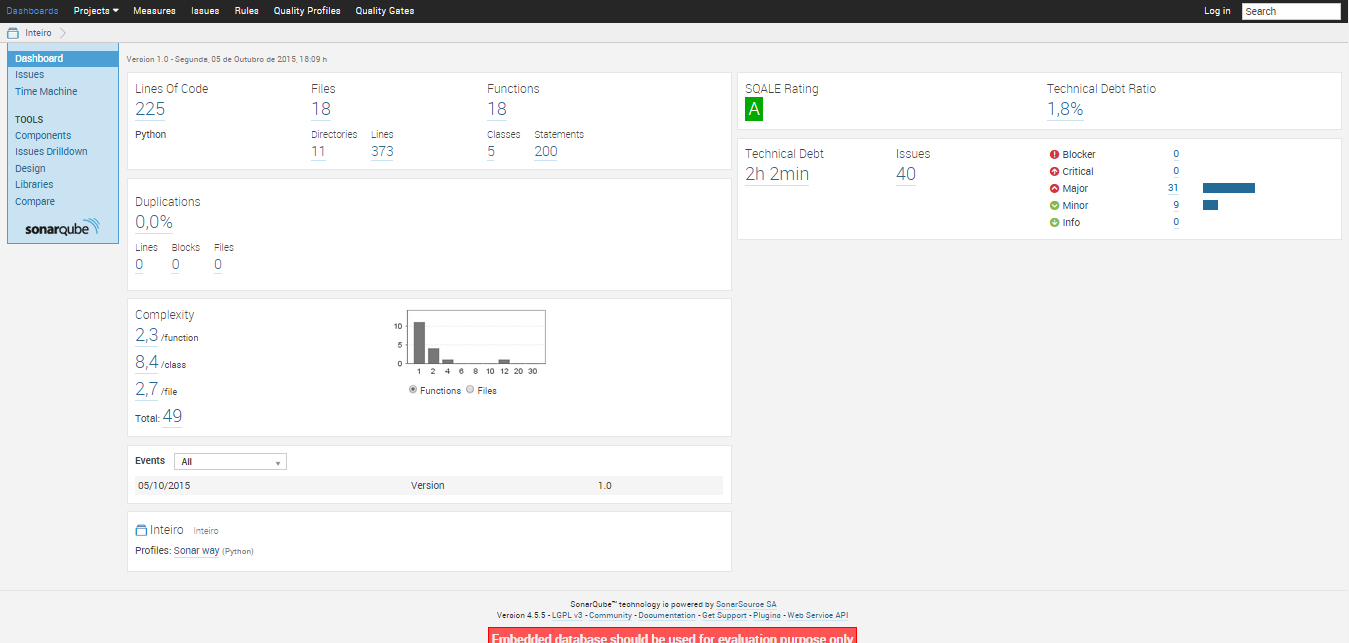 Dashboards Projects Measures Issues Rules Quality Profiles Quality Gates Log in Search
Inteiro
Dashboard
Issues
Time Machine
TOOLS
Components
Issues Drilldown
Design
Libraries
Compare
sonarqube
Version 1.0 - Segunda, 05 de Outubro de 2015, 18:09 h
Lines Of Code Files Functions
225 18 18
Python Directories Lines Classes Statements
11 373 5 200
Duplications
0,0%
Lines Blocks Files
0 0 0
Complexity
2,3 /function
8,4 /class
2,7 /file
Total: 49
10
5
0
1 2 4 6 8 10 12 20 30
Functions Files
Events All
05/10/2015 Version 1.0
Inteiro Inteiro
Profiles: Sonar way (Python)
SQALE Rating Technical Debt Ratio
A 1,8%
Technical Debt Issues
2h 2min 40
Blocker 0
Critical 0
Major 31
Minor 9
Info 0
SonarQube™ technology is powered by SonarSource SA
Version 4.5.5 - LGPL v3 - Community - Documentation - Get Support - Plugins - Web Service API
Embedded database should be used for evaluation purpose only